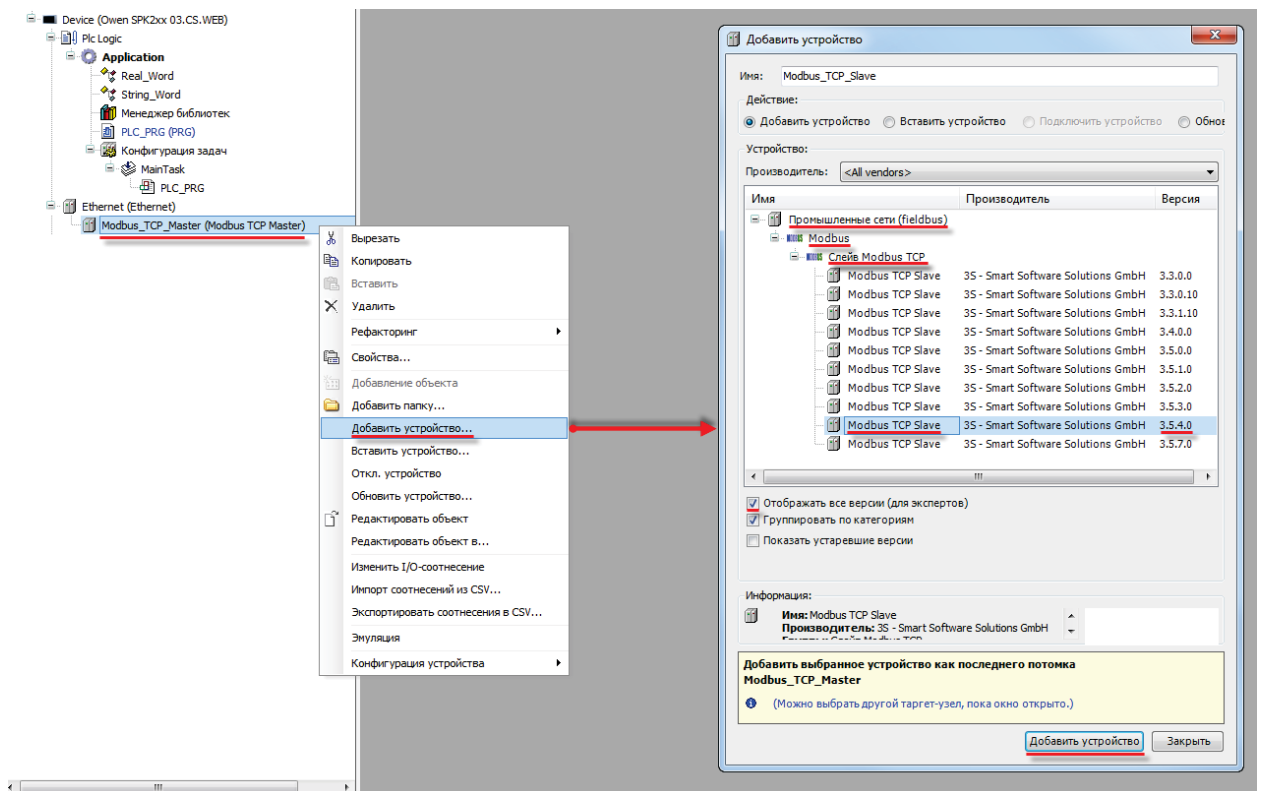 Device (Owen SPK2xx 03.CS.WEB)
Plc Logic
Application
Real_Word
String_Word
Менеджер библиотек
PLC_PRG (PRG)
Конфигурация задач
MainTask
PLC_PRG
Ethernet (Ethernet)
Modbus_TCP_Master (Modbus TCP Master)
Вырезать
Копировать
Вставить
Удалить
Рефакторинг
Свойства...
Добавление объекта
Добавить папку...
Добавить устройство...
Вставить устройство...
Откл. устройство
Обновить устройство...
Редактировать объект
Редактировать объект в...
Изменить I/O-соотнесение
Импорт соотнесений из CSV...
Экспортировать соотнесения в CSV...
Эмуляция
Конфигурация устройства
Добавить устройство
Имя: Modbus_TCP_Slave
Действие:
Добавить устройство Вставить устройство Подключить устройство Обнов
Устройство:
Производитель: <All vendors>
Имя Производитель Версия
Промышленные сети (fieldbus)
Modbus
Слейв Modbus TCP
Modbus TCP Slave 3S - Smart Software Solutions GmbH 3.3.0.0
Modbus TCP Slave 3S - Smart Software Solutions GmbH 3.3.0.10
Modbus TCP Slave 3S - Smart Software Solutions GmbH 3.3.1.10
Modbus TCP Slave 3S - Smart Software Solutions GmbH 3.4.0.0
Modbus TCP Slave 3S - Smart Software Solutions GmbH 3.5.0.0
Modbus TCP Slave 3S - Smart Software Solutions GmbH 3.5.1.0
Modbus TCP Slave 3S - Smart Software Solutions GmbH 3.5.2.0
Modbus TCP Slave 3S - Smart Software Solutions GmbH 3.5.3.0
Modbus TCP Slave 3S - Smart Software Solutions GmbH 3.5.4.0
Modbus TCP Slave 3S - Smart Software Solutions GmbH 3.5.7.0
Отображать все версии (для экспертов)
Группировать по категориям
Показать устаревшие версии
Информация:
Имя: Modbus TCP Slave
Производитель: 3S - Smart Software Solutions GmbH
Добавить выбранное устройство как последнего потомка
Modbus_TCP_Master
(Можно выбрать другой таргет-узел, пока окно открыто.)
Добавить устройство Закрыть